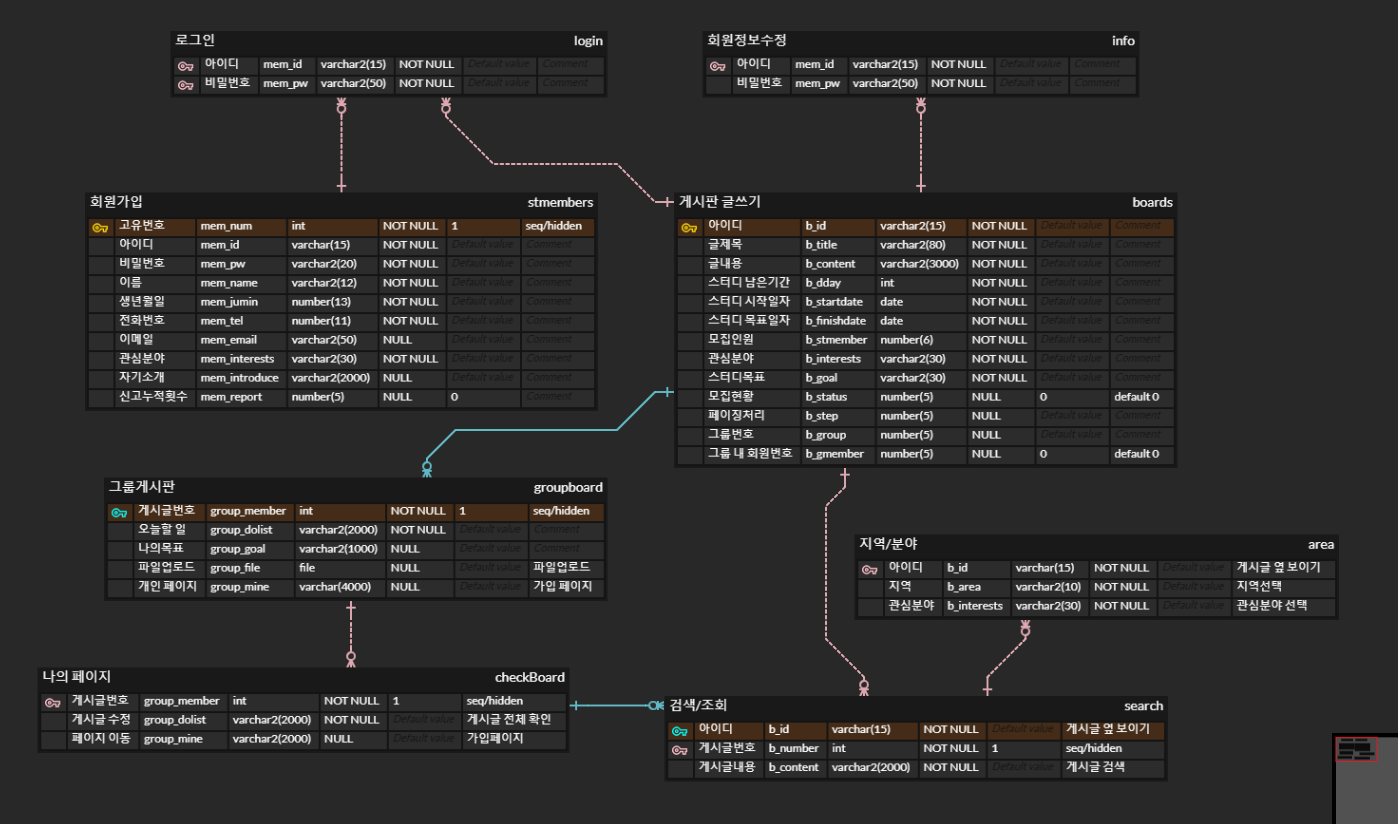 로그인 login
아이디 mem_id varchar2(15) NOT NULL Default value Comment
비밀번호 mem_pw varchar2(50) NOT NULL Default value Comment
회원정보수정 info
아이디 mem_id varchar2(15) NOT NULL Default value Comment
비밀번호 mem_pw varchar2(50) NOT NULL Default value Comment
회원가입 stmembers
고유번호 mem_num int NOT NULL 1 seq/hidden
아이디 mem_id varchar(15) NOT NULL Default value Comment
비밀번호 mem_pw varchar2(20) NOT NULL Default value Comment
이름 mem_name varchar2(12) NOT NULL Default value Comment
생년월일 mem_jumin number(13) NOT NULL Default value Comment
전화번호 mem_tel number(11) NOT NULL Default value Comment
이메일 mem_email varchar2(50) NULL Default value Comment
관심분야 mem_interests varchar2(30) NOT NULL Default value Comment
자기소개 mem_introduce varchar2(2000) NULL Default value Comment
신고누적횟수 mem_report number(5) NULL 0 Comment
게시판 글쓰기 boards
아이디 b_id varchar2(15) NOT NULL Default value Comment
글제목 b_title varchar2(80) NOT NULL Default value Comment
글내용 b_content varchar2(3000) NOT NULL Default value Comment
스터디 남은기간 b_dday int NOT NULL Default value Comment
스터디 시작일자 b_startdate date NOT NULL Default value Comment
스터디 목표일자 b_finishdate date NOT NULL Default value Comment
모집인원 b_stmember number(6) NOT NULL Default value Comment
관심분야 b_interests varchar2(30) NOT NULL Default value Comment
스터디목표 b_goal varchar2(30) NOT NULL Default value Comment
모집현황 b_status number(5) NULL 0 default 0
페이징처리 b_step number(5) NULL Default value Comment
그룹번호 b_group number(5) NULL Default value Comment
그룹 내 회원번호 b_gmember number(5) NULL 0 default 0
그룹게시판 groupboard
게시글번호 group_member int NOT NULL 1 seq/hidden
오늘할 일 group_dolist varchar2(2000) NOT NULL Default value Comment
나의목표 group_goal varchar2(1000) NULL Default value Comment
파일업로드 group_file file NULL Default value 파일업로드
개인 페이지 group_mine varchar(4000) NULL Default value 가입 페이지
지역/분야 area
아이디 b_id varchar(15) NOT NULL Default value 게시글 옆 보이기
지역 b_area varchar2(10) NOT NULL Default value 지역선택
관심분야 b_interests varchar2(30) NOT NULL Default value 관심분야 선택
나의 페이지 checkBoard
게시글번호 group_member int NOT NULL 1 seq/hidden
게시글 수정 group_dolist varchar2(2000) NOT NULL Default value 게시글 전체 확인
페이지 이동 group_mine varchar2(2000) NULL Default value 가입페이지
검색/조회 search
아이디 b_id varchar(15) NOT NULL Default value 게시글 옆 보이기
게시글번호 b_number int NOT NULL 1 seq/hidden
게시글내용 b_content varchar2(2000) NOT NULL Default value 게시글 검색